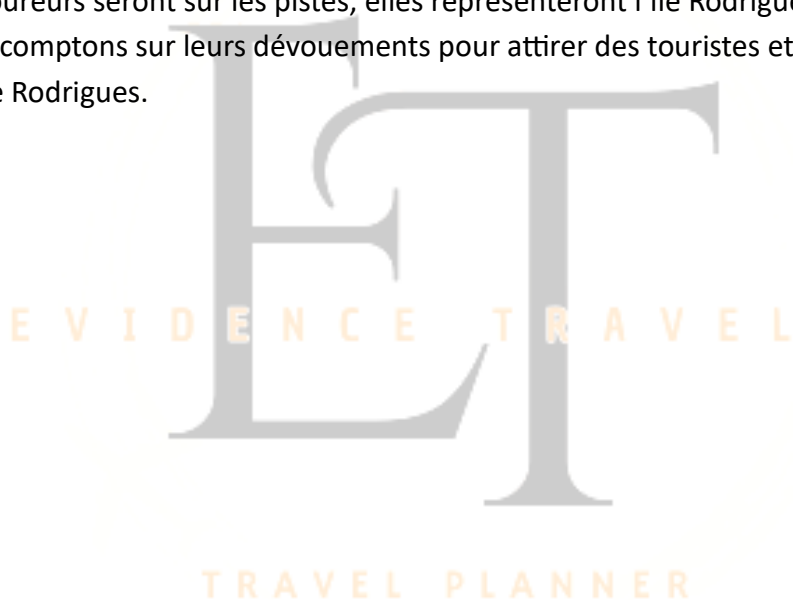 seront sur les pistes, elles représenteront l'Ile
comptons sur leurs dévouements pour attirer des touristes et
Rodrigues.
ET
EVIDENCE TRAVEL
TRAVEL PLANNER